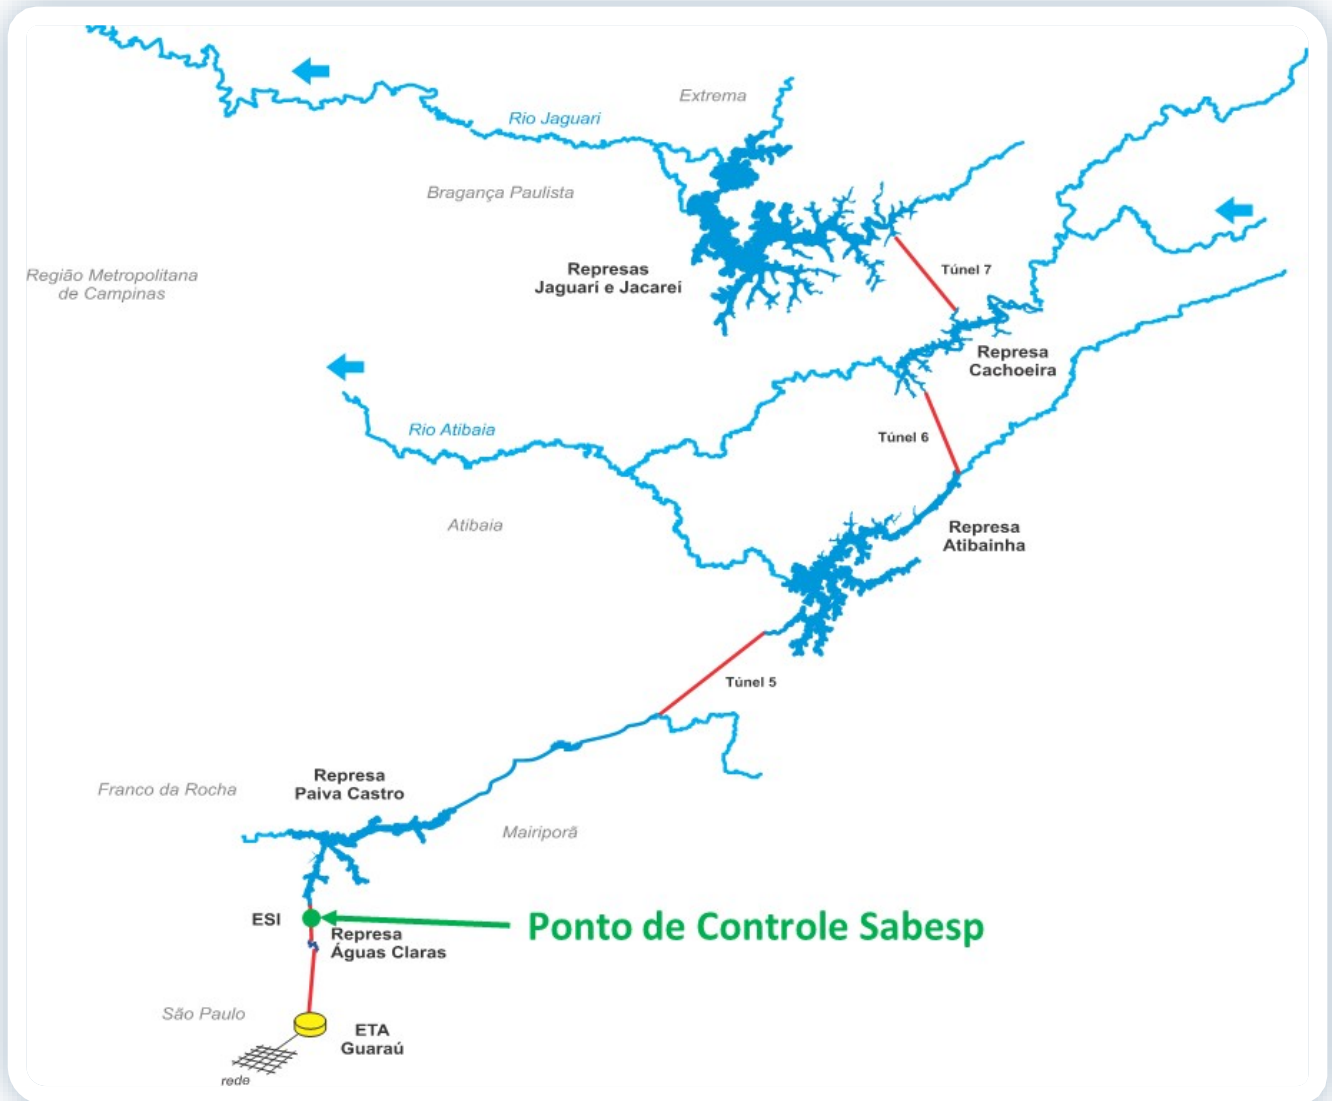 Extrema
Rio Jaguari
Bragança Paulista
Região Metropolitana
de Campinas
Represas
Jaguari e Jacareí
Túnel 7
Represa
Cachoeira
Rio Atibaia
Túnel 6
Atibaia
Represa
Atibainha
Túnel 5
Represa
Paiva Castro
Franco da Rocha
Mairiporã
ESI
Ponto de Controle Sabesp
Represa
Águas Claras
São Paulo
ETA
Guaraú
rede